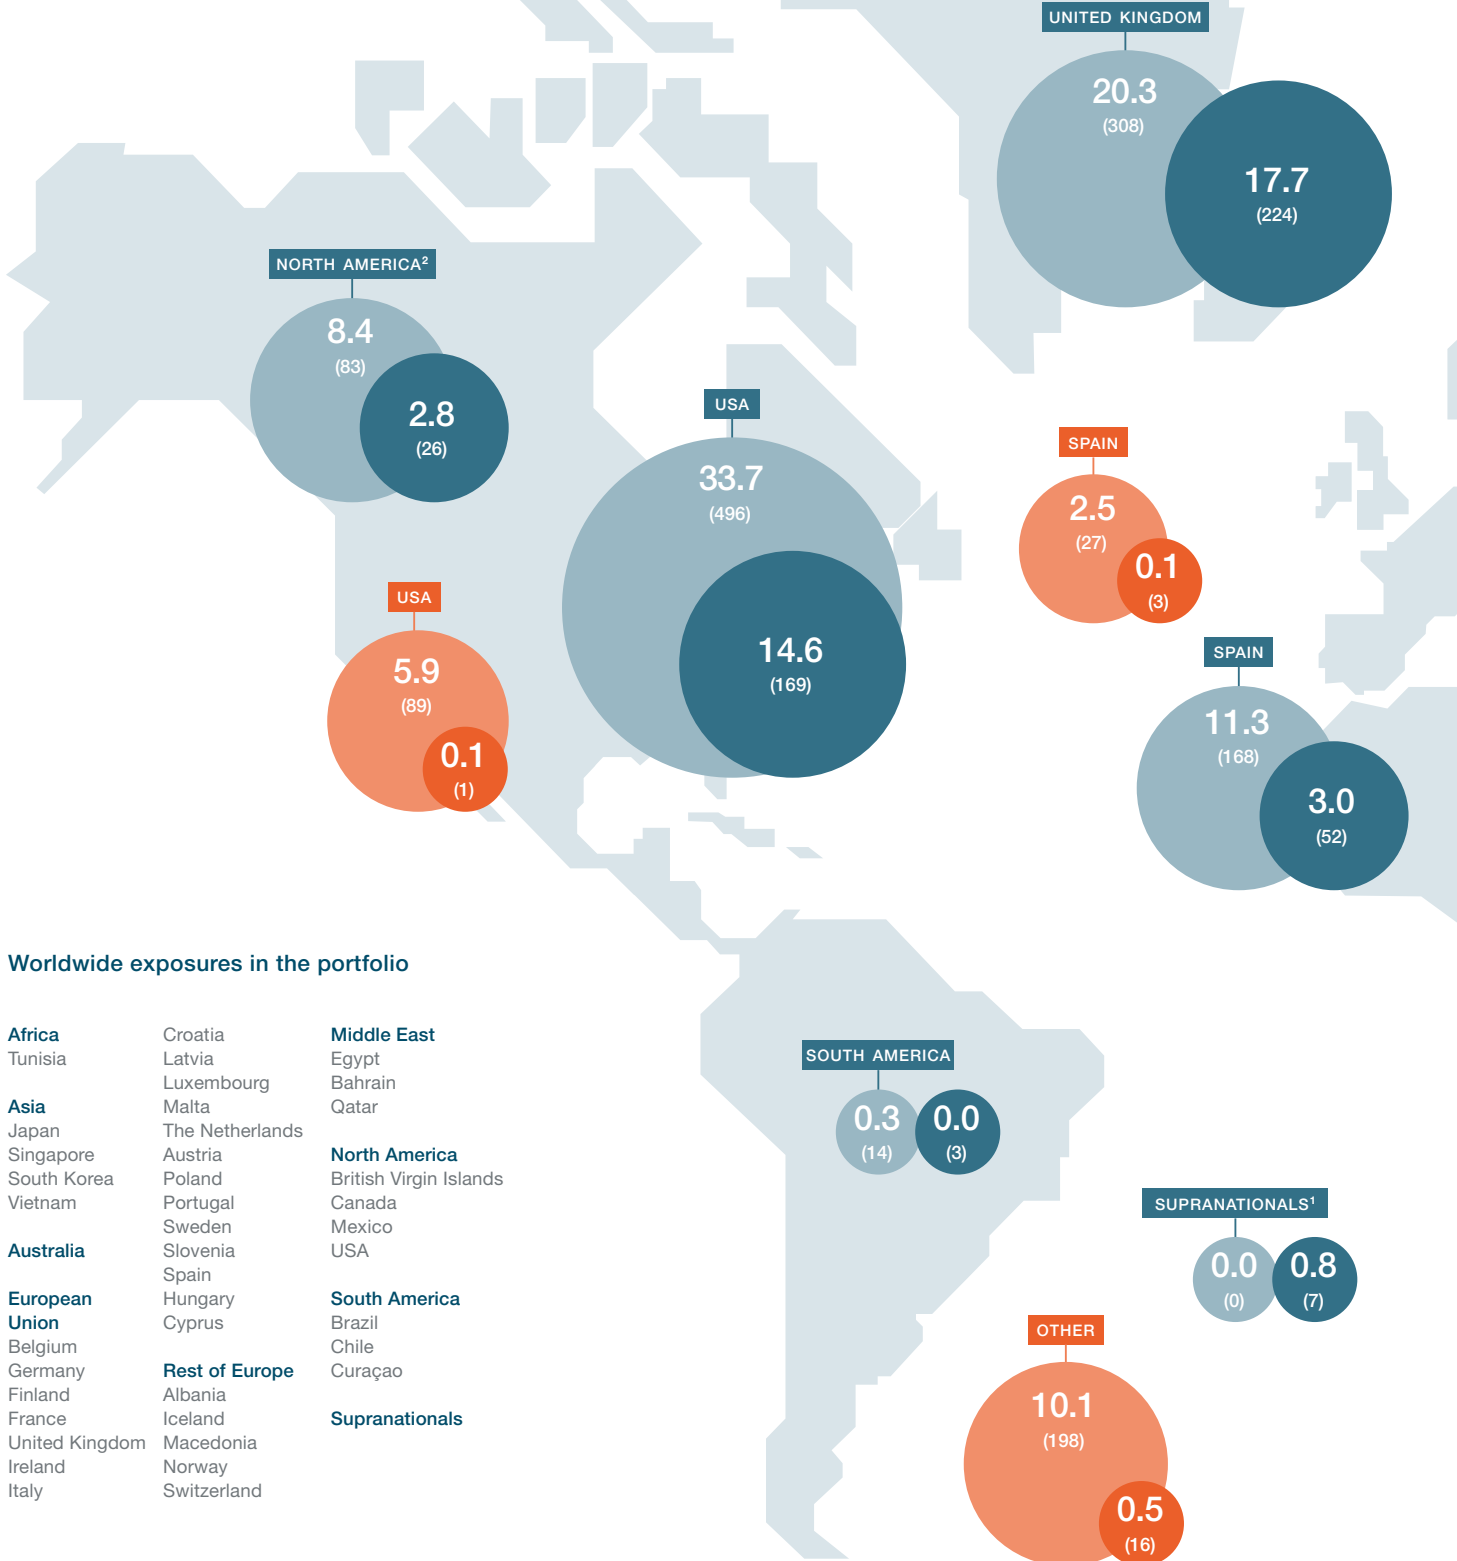 UNITED KINGDOM
20.3
(308)
17.7
(224)
NORTH AMERICA²
8.4
(83)
2.8
(26)
USA
33.7
(496)
14.6
(169)
SPAIN
2.5
(27)
0.1
(3)
USA
5.9
(89)
0.1
(1)
SPAIN
11.3
(168)
3.0
(52)
SOUTH AMERICA
0.3
(14)
0.0
(3)
SUPRANATIONALS¹
0.0
(0)
0.8
(7)
OTHER
10.1
(198)
0.5
(16)
Worldwide exposures in the portfolio
Africa
Tunisia
Asia
Japan
Singapore
South Korea
Vietnam
Australia
European
Union
Belgium
Germany
Finland
France
United Kingdom
Ireland
Italy
Croatia
Latvia
Luxembourg
Malta
The Netherlands
Austria
Poland
Portugal
Sweden
Slovenia
Spain
Hungary
Cyprus
Rest of Europe
Albania
Iceland
Macedonia
Norway
Switzerland
Middle East
Egypt
Bahrain
Qatar
North America
British Virgin Islands
Canada
Mexico
USA
South America
Brazil
Chile
Curaçao
Supranationals